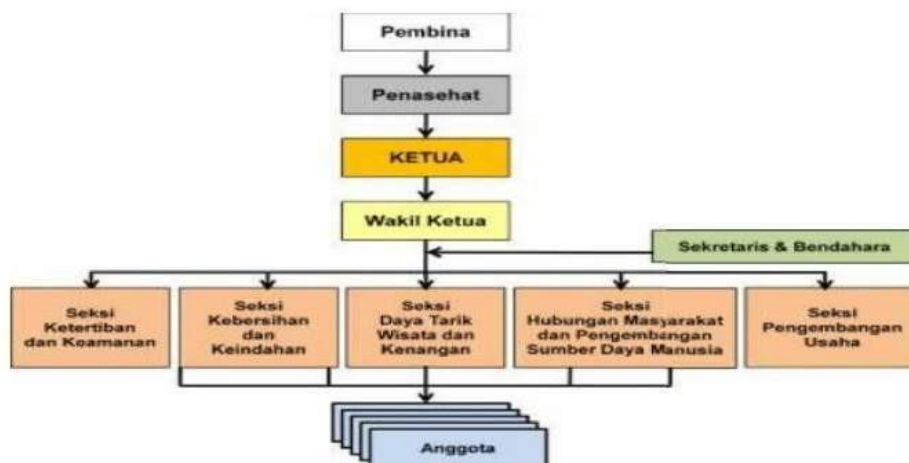 Pembina
Penasehat
KETUA
Wakil Ketua
Sekretaris & Bendahara
Seksi
Ketertiban
dan Keamanan
Seksi
Kebersihan
dan
Keindahan
Seksi
Daya Tarik
Wisata dan
Kenangan
Seksi
Hubungan Masyarakat
dan Pengembangan
Sumber Daya Manusia
Seksi
Pengembangan
Usaha
Anggota